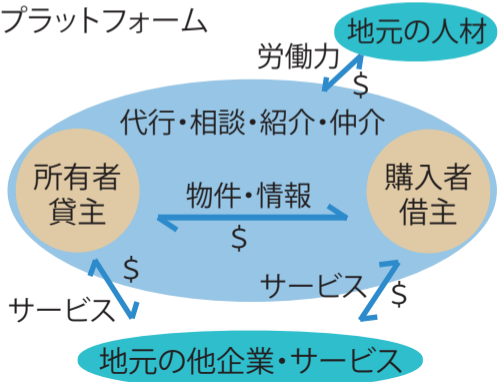 プラットフォーム
地元の人材
労働力
$
代行・相談・紹介・仲介
所有者
貸主
物件・情報
$
購入者
借主
$
サービス
サービス
$
地元の他企業・サービス